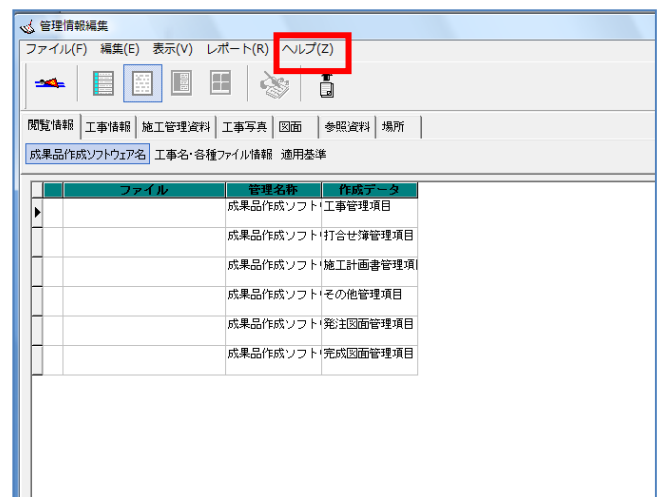 管理情報編集
ファイル(F) 編集(E) 表示(V) レポート(R) ヘルプ(Z)
閲覧情報 工事情報 施工管理資料 工事写真 図面 参照資料 場所
成果品作成ソフトウェア名 工事名・各種ファイル情報 適用基準
ファイル 管理名称 作成データ
成果品作成ソフト 工事管理項目
成果品作成ソフト 打合せ簿管理項目
成果品作成ソフト 施工計画書管理項
成果品作成ソフト その他管理項目
成果品作成ソフト 発注図面管理項目
成果品作成ソフト 完成図面管理項目